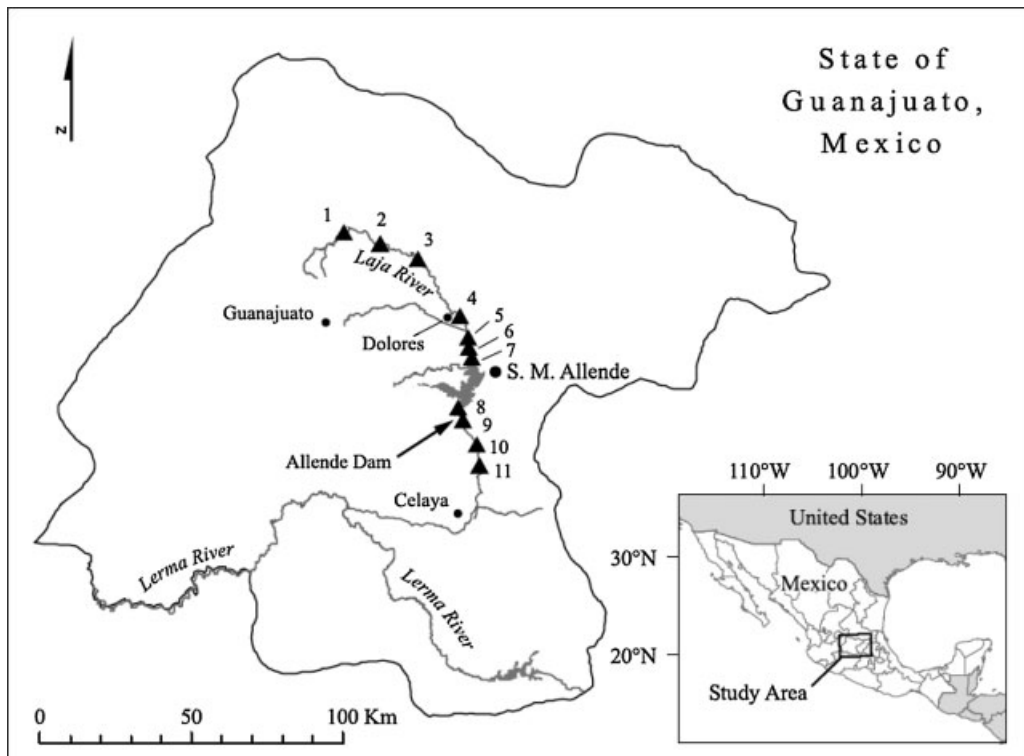 State of
Guanajuato,
Mexico
z
1
2
3
Laja River
4
Guanajuato
5
Dolores
6
7
S. M. Allende
8
9
Allende Dam
10
11
Celaya
Lerma River
Lerma River
0 50 100 Km
110°W 100°W 90°W
United States
30°N
Mexico
20°N
Study Area